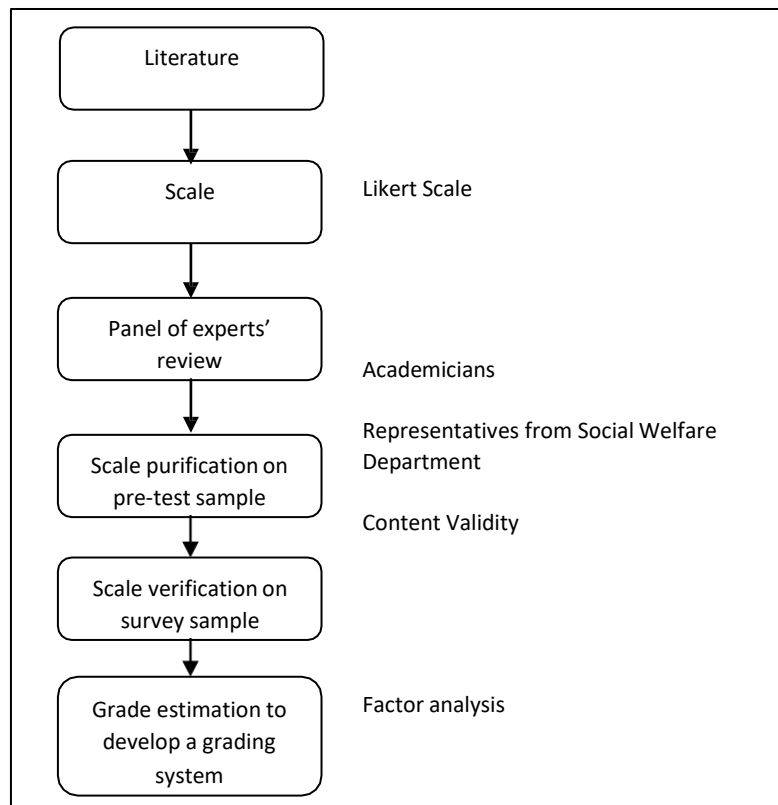 Literature
Scale
Likert Scale
Panel of experts’
review
Academicians
Representatives from Social Welfare
Department
Scale purification on
pre-test sample
Content Validity
Scale verification on
survey sample
Grade estimation to
develop a grading
system
Factor analysis